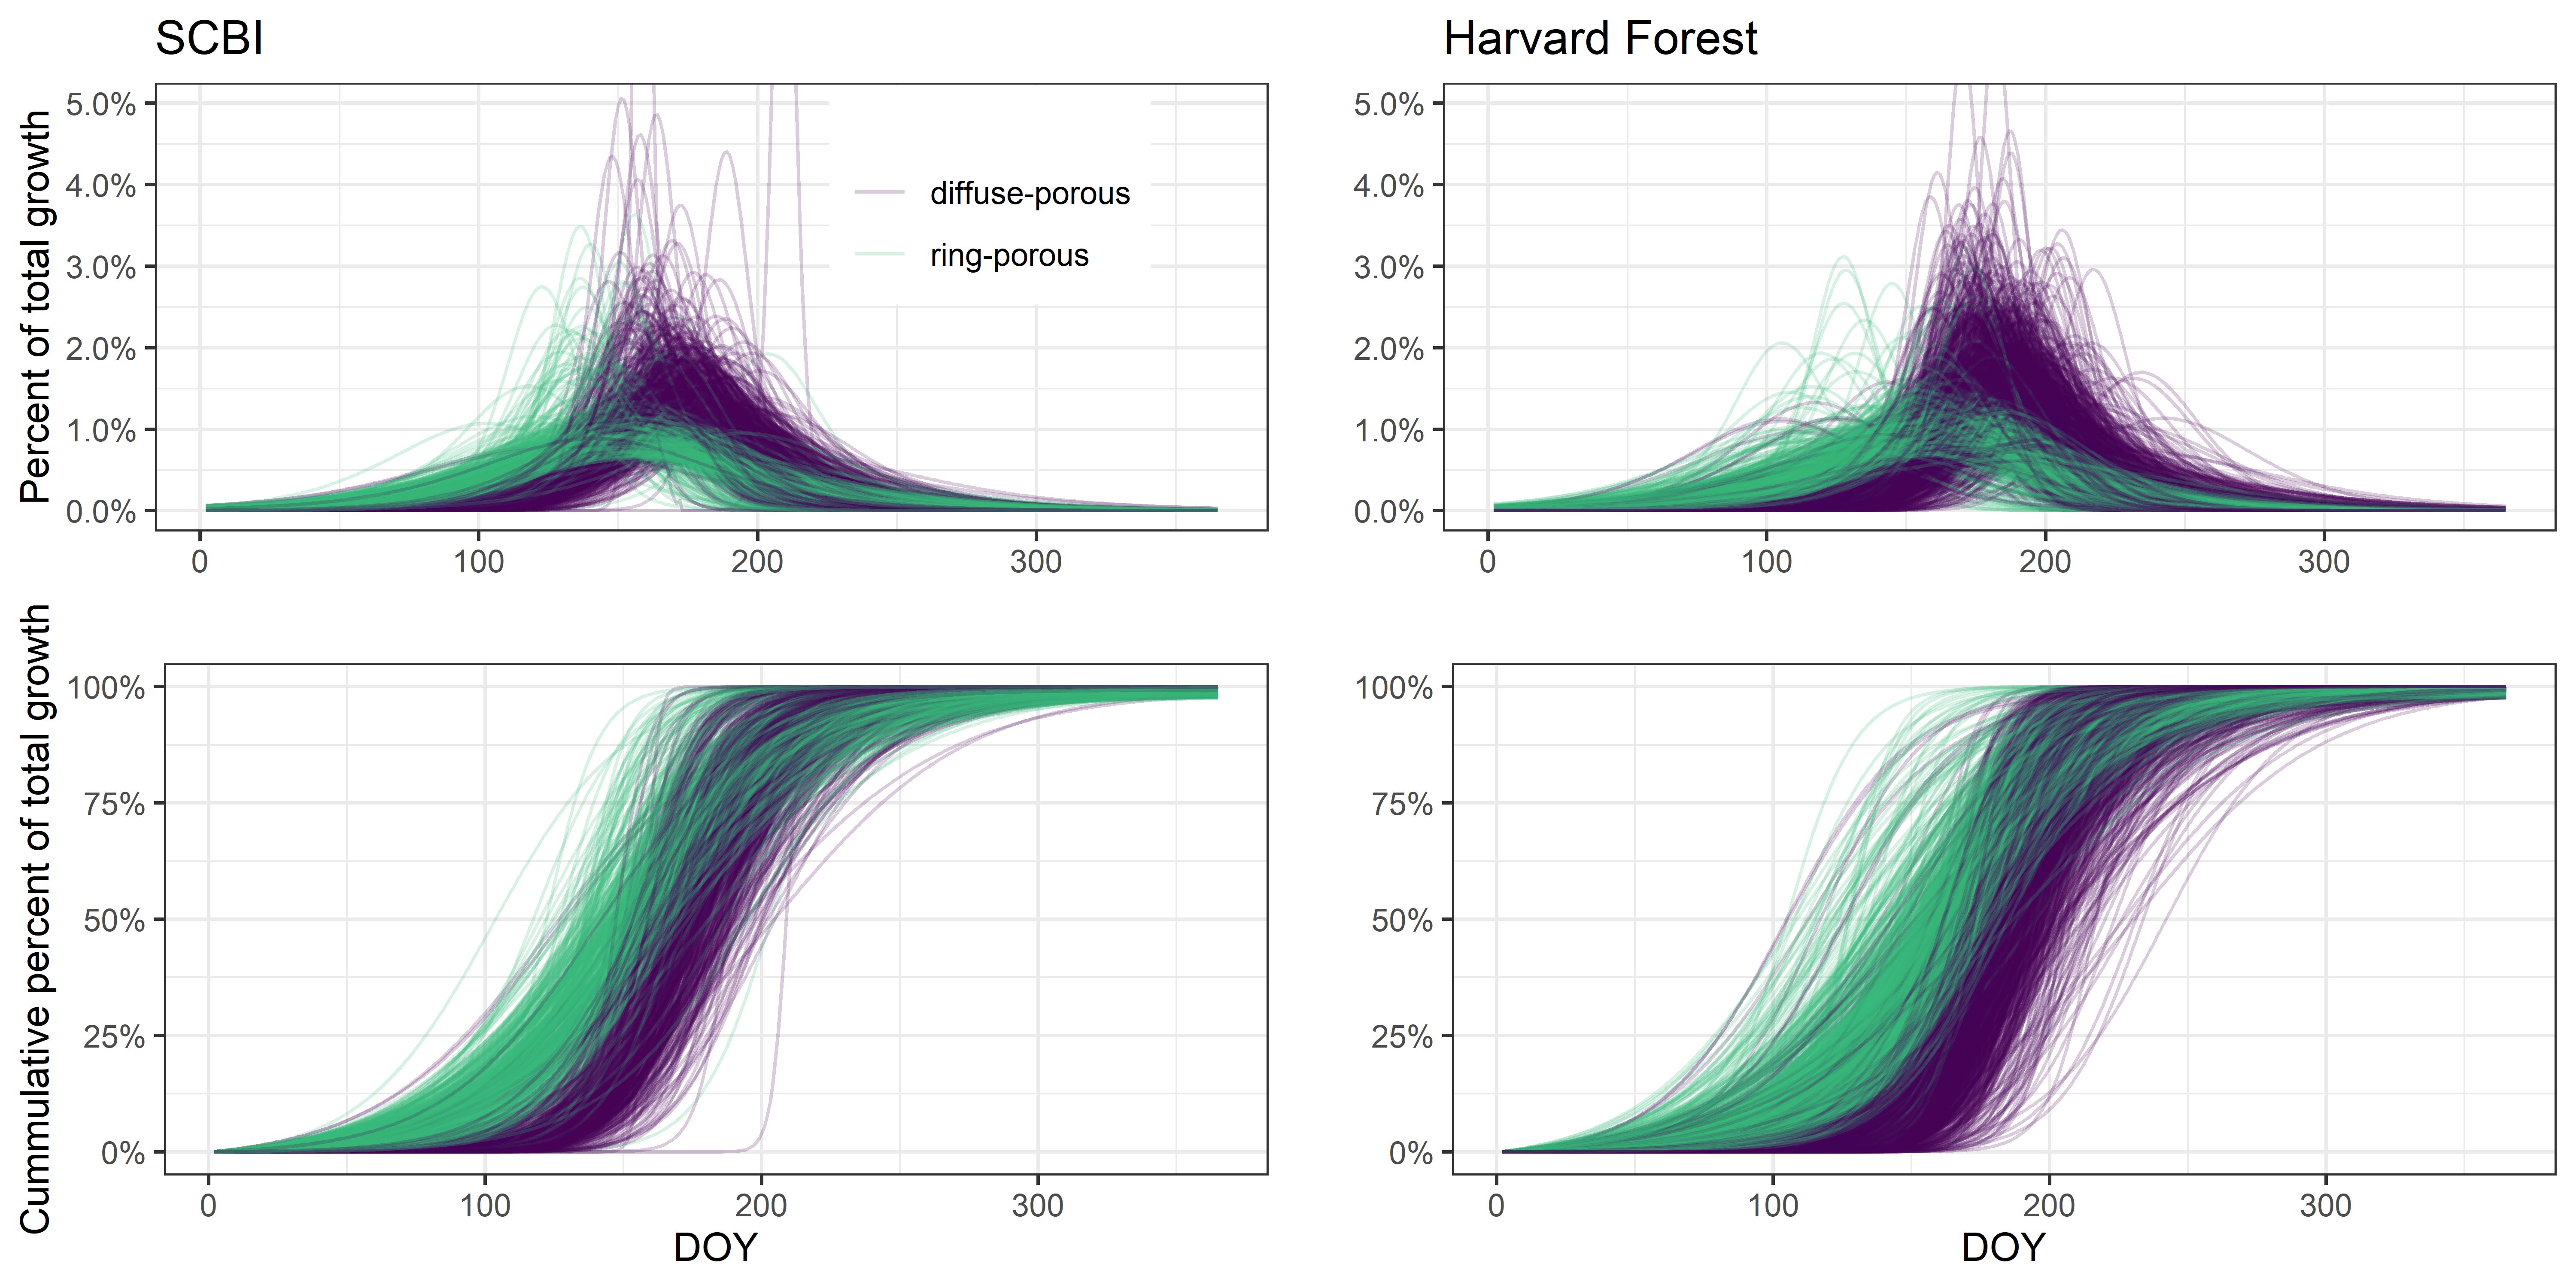 SCBI
Harvard Forest
Percent of total growth
5.0%
4.0%
3.0%
2.0%
1.0%
0.0%
diffuse-porous
ring-porous
0 100 200 300
5.0%
4.0%
3.0%
2.0%
1.0%
0.0%
0 100 200 300
Cummulative percent of total growth
100%
75%
50%
25%
0%
0 100 200 300
DOY
100%
75%
50%
25%
0%
0 100 200 300
DOY